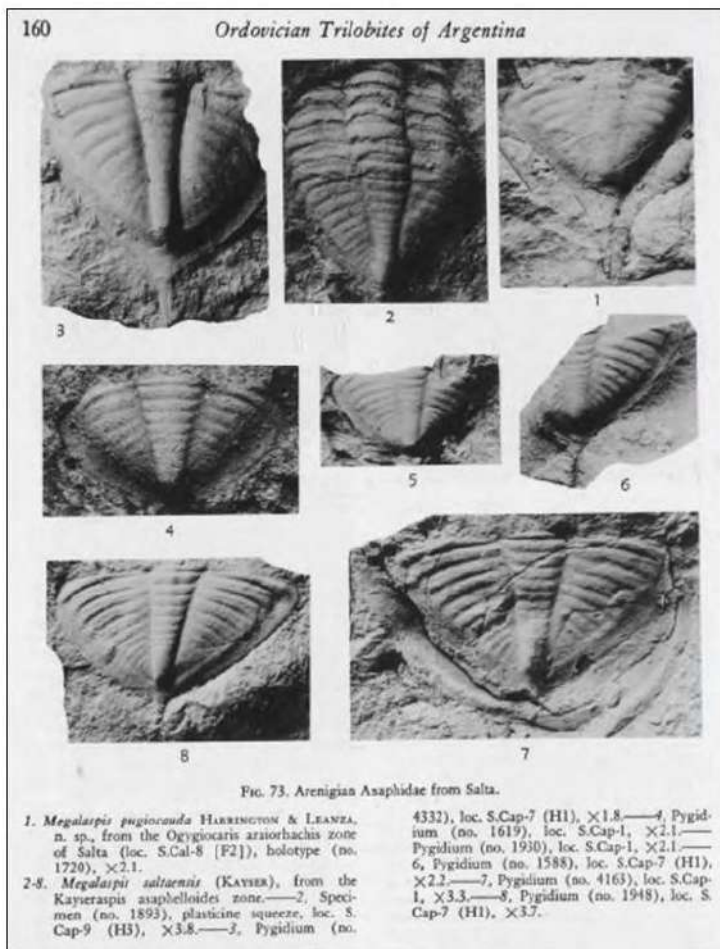 160
Ordovician Trilobites of Argentina
3
2
1
4
5
6
8
7
FIG. 73. Arenigian Asaphidae from Salta.
1. Megalaspis pugiocauda HARRINGTON & LEANZA,
n. sp., from the Ogygiocaris araiorhachis zone
of Salta (loc. S.Cal-8 [F2]), holotype (no.
1720), ×2.1.
2-8. Megalaspis saltaensis (KAYSER), from the
Kayseraspis asaphelloides zone.——2, Speci-
men (no. 1893), plasticine squeeze, loc. S.
Cap-9 (H3), ×3.8.——3, Pygidium (no.
4332), loc. S.Cap-7 (H1), ×1.8.——4, Pygid-
ium (no. 1619), loc. S.Cap-1, ×2.1.——
Pygidium (no. 1930), loc. S.Cap-1, ×2.1.——
6, Pygidium (no. 1588), loc. S.Cap-7 (H1),
×2.2.——7, Pygidium (no. 4163), loc. S.Cap-
1, ×3.3.——8, Pygidium (no. 1948), loc. S.
Cap-7 (H1), ×3.7.